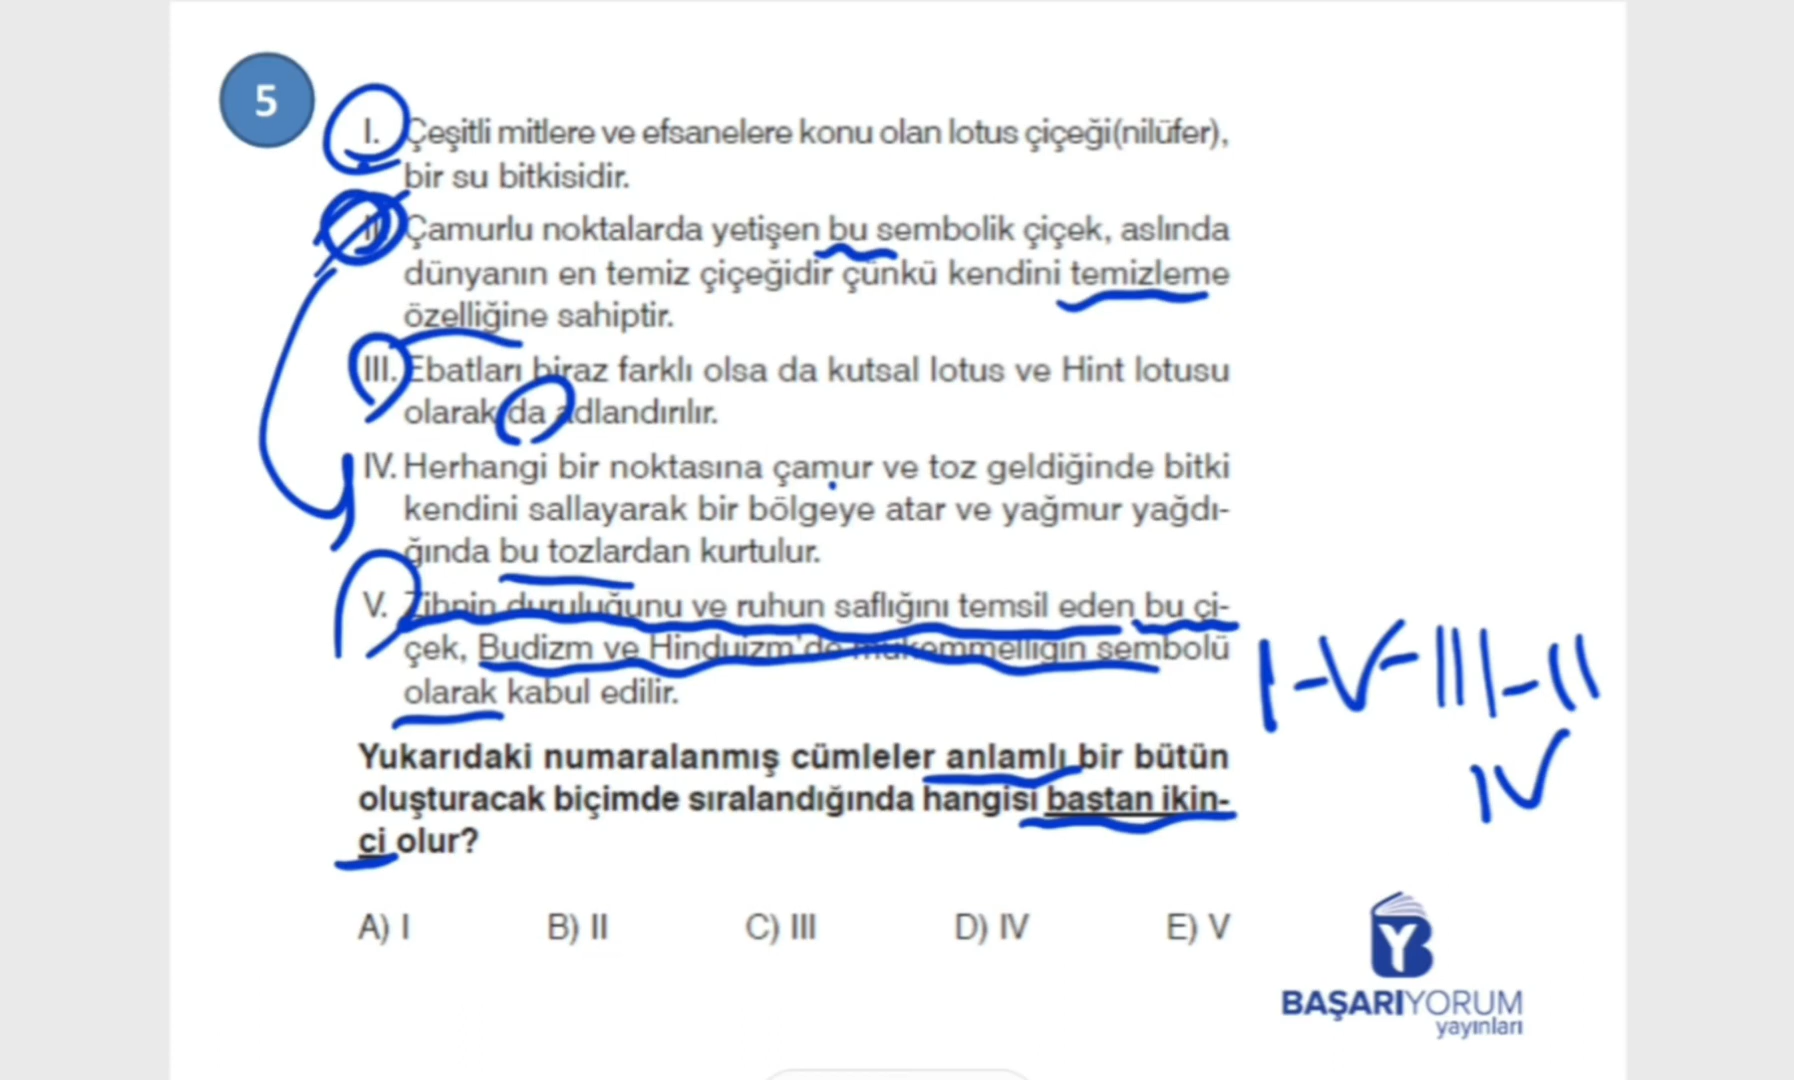 5
I. Çeşitli mitlere ve efsanelere konu olan lotus çiçeği(nilüfer),
bir su bitkisidir.
II. Çamurlu noktalarda yetişen bu sembolik çiçek, aslında
dünyanın en temiz çiçeğidir çünkü kendini temizleme
özelliğine sahiptir.
III. Ebatları biraz farklı olsa da kutsal lotus ve Hint lotusu
olarak da adlandırılır.
IV. Herhangi bir noktasına çamur ve toz geldiğinde bitki
kendini sallayarak bir bölgeye atar ve yağmur yağdı-
ğında bu tozlardan kurtulur.
V. Zihnin duruluğunu ve ruhun saflığını temsil eden bu çi-
çek, Budizm ve Hinduizm'de mükemmelliğin sembolü
olarak kabul edilir.
I-V-III-II
IV
Yukarıdaki numaralanmış cümleler anlamlı bir bütün
oluşturacak biçimde sıralandığında hangisi baştan ikin-
ci olur?
A) I B) II C) III D) IV E) V
BAŞARIYORUM
yayınları